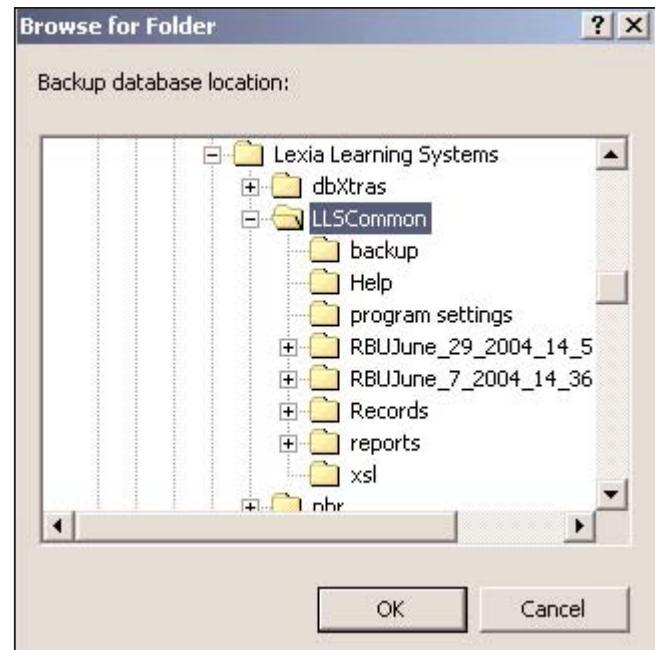 Browse for Folder
Backup database location:
Lexia Learning Systems
dbXtras
LLSCommon
backup
Help
program settings
RBUJune_29_2004_14_5
RBUJune_7_2004_14_36
Records
reports
xsl
OK Cancel